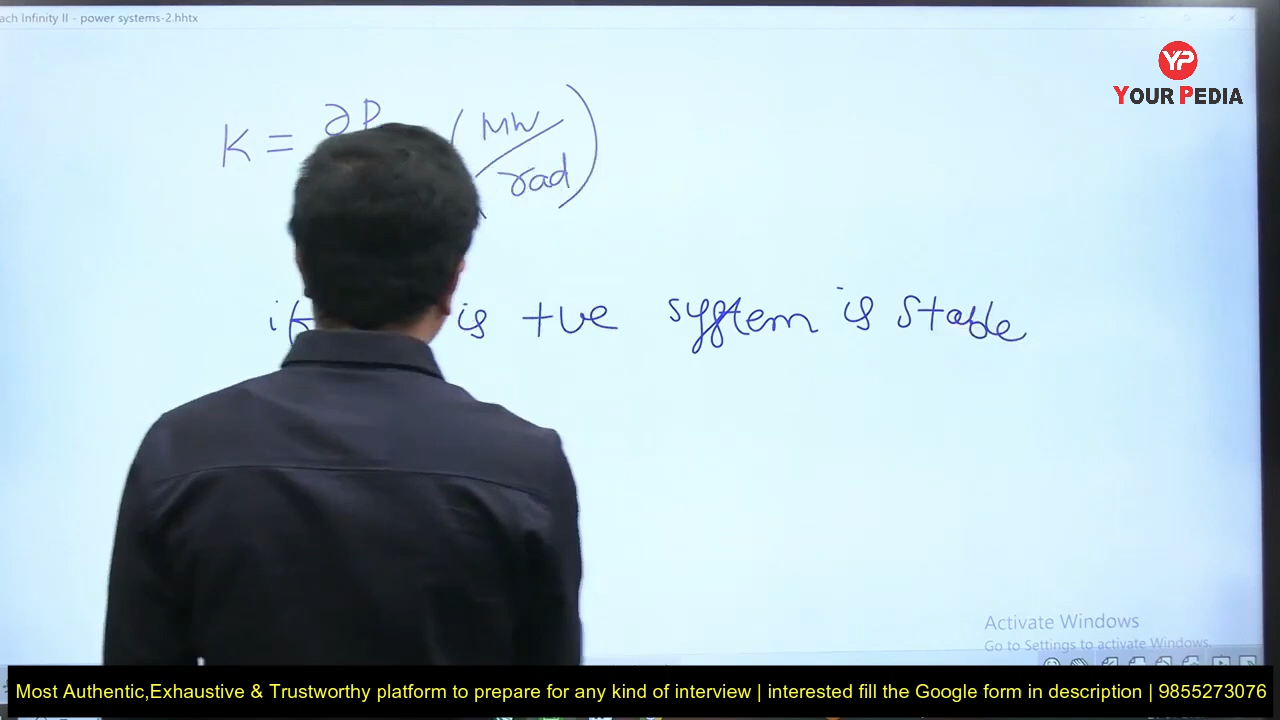 ach Infinity II - power systems-2.hhtx
YP
YOUR PEDIA
K = ∂P (MW/rad)
if is +ve system is stable
Activate Windows
Go to Settings to activate Windows.
Most Authentic,Exhaustive & Trustworthy platform to prepare for any kind of interview | interested fill the Google form in description | 9855273076